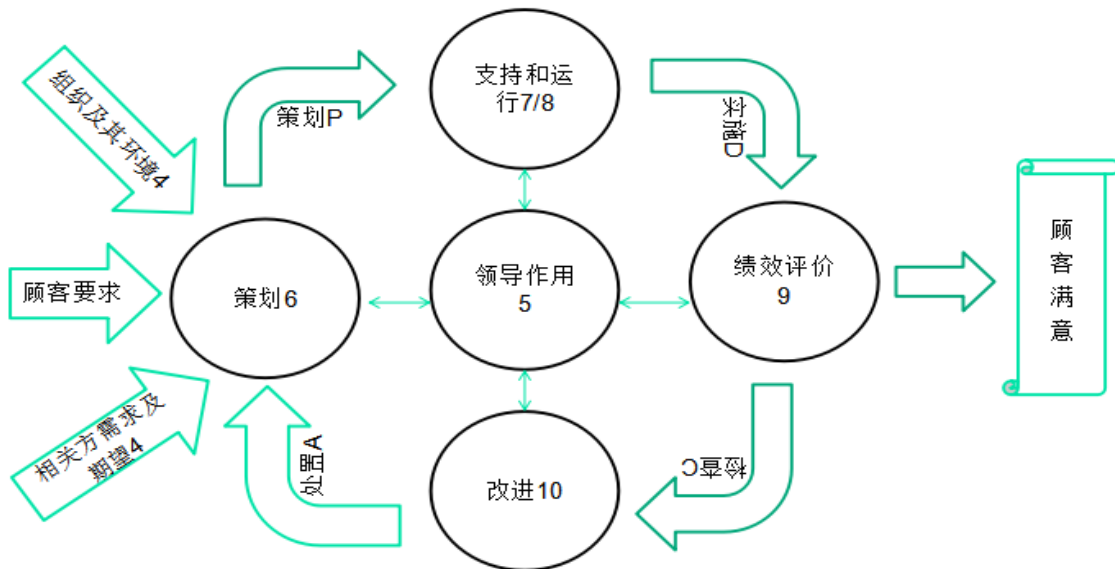 组织及其环境4
顾客要求
相关方需求及
期望4
策划6
策划P
支持和运
行7/8
实施D
领导作用
5
绩效评价
9
检查C
改进10
处置A
顾
客
满
意